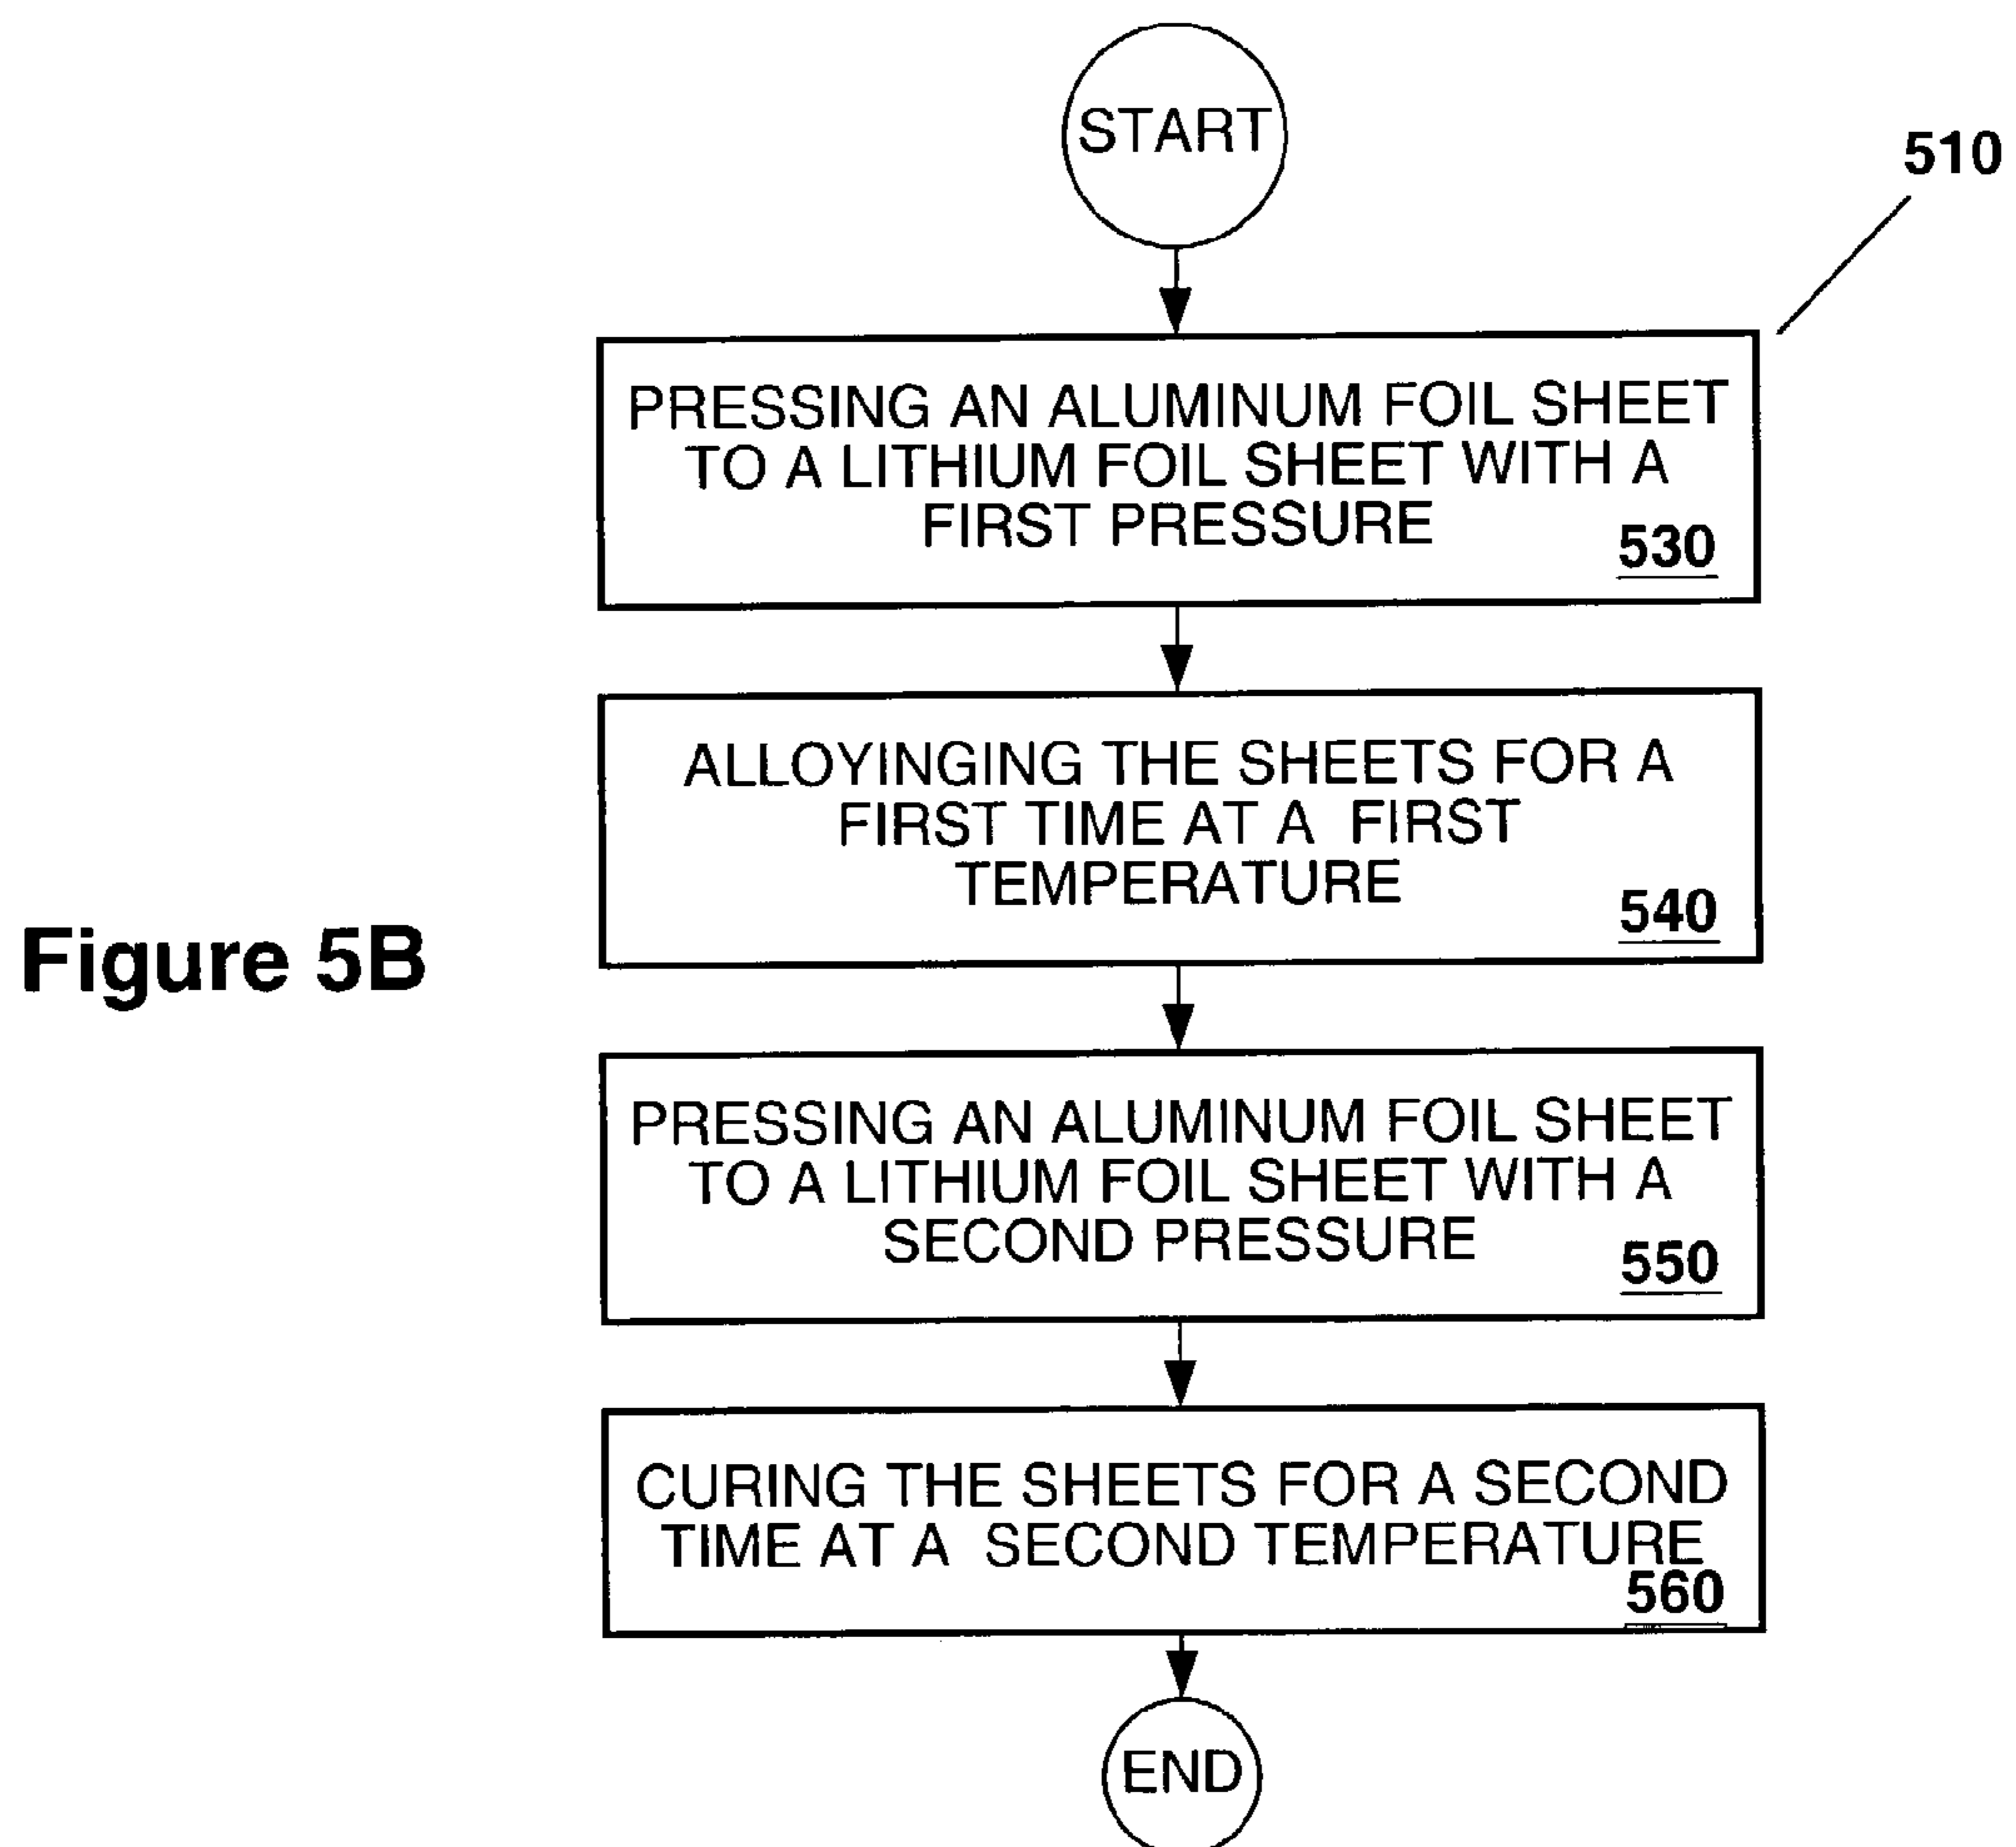 START
510
PRESSING AN ALUMINUM FOIL SHEET
TO A LITHIUM FOIL SHEET WITH A
FIRST PRESSURE
530
ALLOYINGING THE SHEETS FOR A
FIRST TIME AT A FIRST
TEMPERATURE
540
Figure 5B
PRESSING AN ALUMINUM FOIL SHEET
TO A LITHIUM FOIL SHEET WITH A
SECOND PRESSURE
550
CURING THE SHEETS FOR A SECOND
TIME AT A SECOND TEMPERATURE
560
END